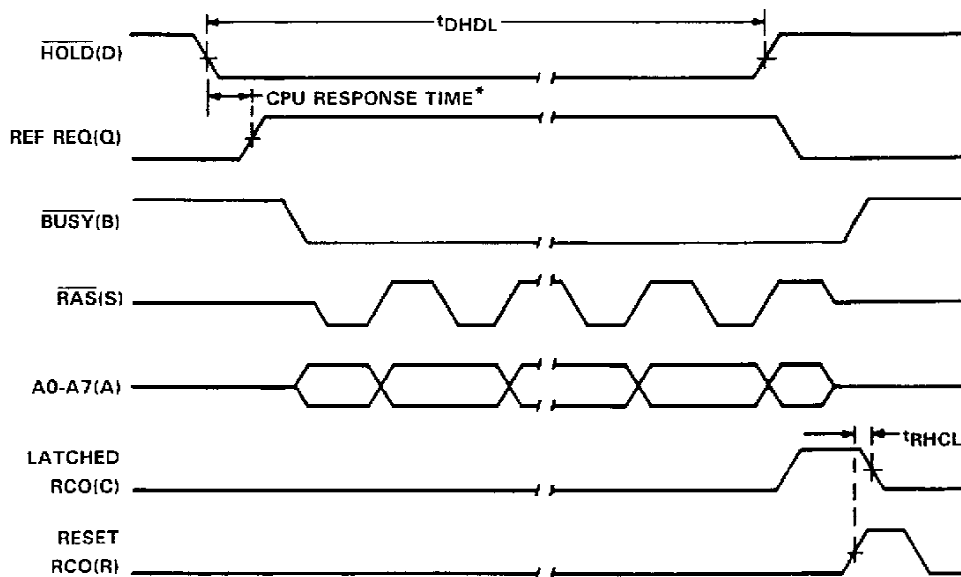 tDHDL
HOLD(D)
CPU RESPONSE TIME*
REF REQ(Q)
BUSY(B)
RAS(S)
A0-A7(A)
tRHCL
LATCHED
RCO(C)
RESET
RCO(R)